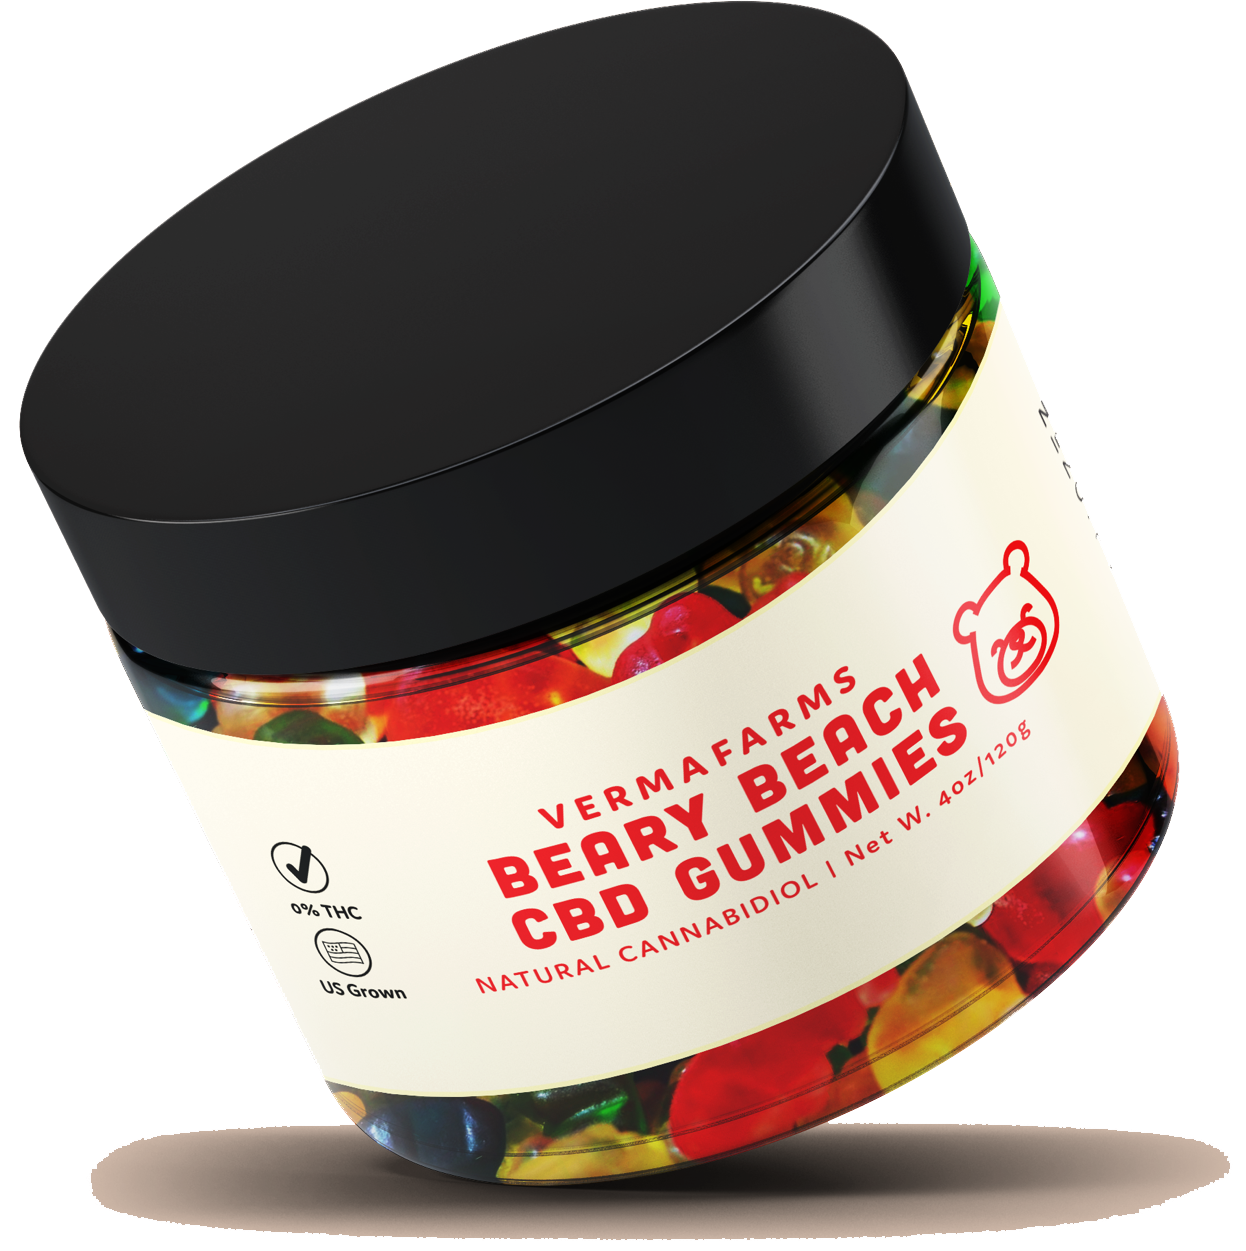 VERMAFARMS
BEARY BEACH
CBD GUMMIES
NATURAL CANNABIDIOL | Net W. 4oz/120g
0% THC
US Grown